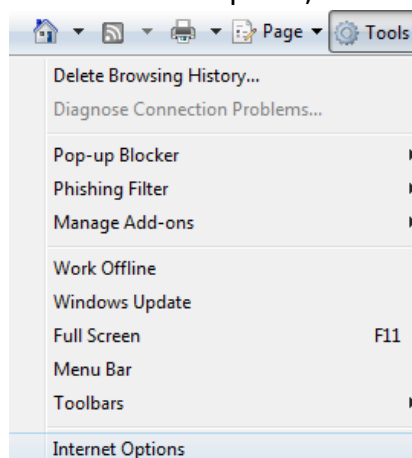 Page Tools
Delete Browsing History...
Diagnose Connection Problems...
Pop-up Blocker
Phishing Filter
Manage Add-ons
Work Offline
Windows Update
Full Screen F11
Menu Bar
Toolbars
Internet Options